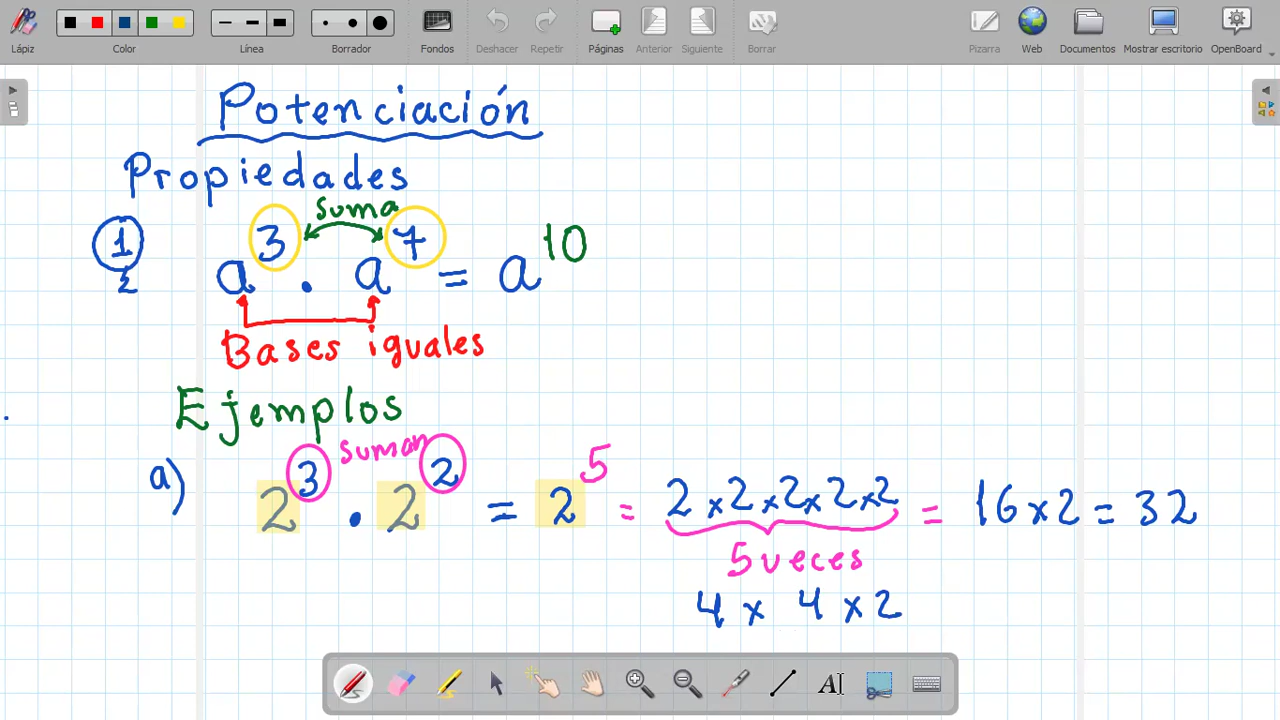 Lápiz Color Línea Borrador Fondos Deshacer Repetir Páginas Anterior Siguiente Borrar Pizarra Web Documentos Mostrar escritorio OpenBoard
Potenciación
Propiedades
suma
1 a³ . a⁷ = a¹⁰
Bases iguales
Ejemplos
suman
a) 2³ . 2² = 2⁵ = 2x2x2x2x2 = 16x2 = 32
5 veces
4 x 4 x 2